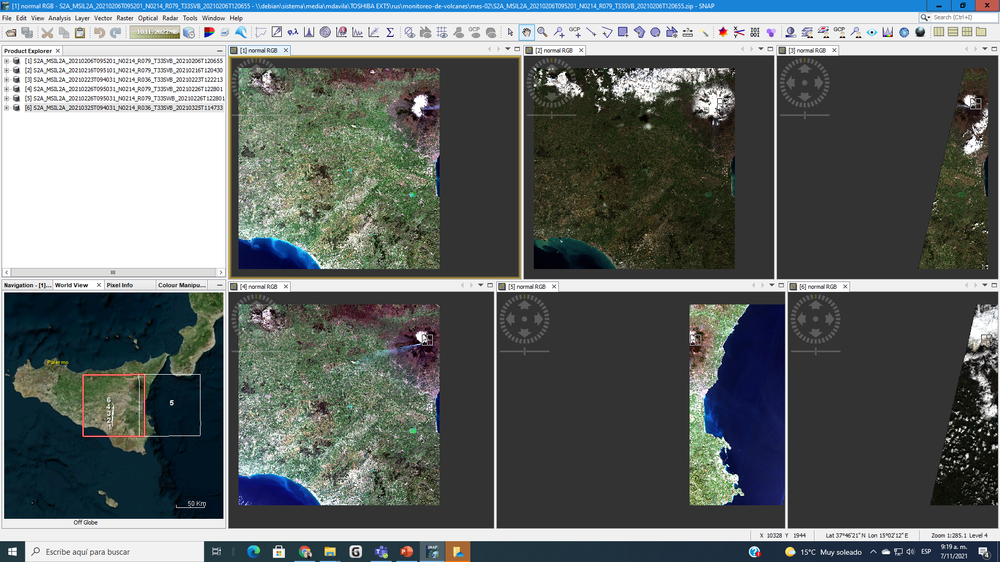 [1] normal RGB - S2A_MSIL2A_20210206T095201_N0214_R079_T33SVB_20210206T120655 - \\debian\sistema\media\mdavila\TOSHIBA EXT5\rus\monitoreo-de-volcanes\mes-02\S2A_MSIL2A_20210206T095201_N0214_R079_T33SVB_20210206T120655.zip - SNAP
File Edit View Analysis Layer Vector Raster Optical Radar Tools Window Help
Search (Ctrl+I)
1031/2022MB
φ,λ
Σ
GCP
GCP
GCP
Product Explorer
[1] S2A_MSIL2A_20210206T095201_N0214_R079_T33SVB_20210206T120655
[2] S2A_MSIL2A_20210216T095101_N0214_R079_T33SVB_20210216T120430
[3] S2A_MSIL2A_20210223T094031_N0214_R036_T33SVB_20210223T122213
[4] S2A_MSIL2A_20210226T095031_N0214_R079_T33SVB_20210226T122801
[5] S2A_MSIL2A_20210226T095031_N0214_R079_T33SWB_20210226T122801
[6] S2A_MSIL2A_20210325T094031_N0214_R036_T33SVB_20210325T114733
[1] normal RGB
[2] normal RGB
[3] normal RGB
Navigation - [1]... World View Pixel Info Colour Manipu...
Palermo
6
4
3
2
1
5
50 Km
Off Globe
[4] normal RGB
[5] normal RGB
[6] normal RGB
X 10328 Y 1944 Lat 37°46'21" N Lon 15°02'12" E Zoom 1:285.1 Level 4
Escribe aquí para buscar
SNAP
15°C Muy soleado
ESP
9:19 a. m.
7/11/2021
4